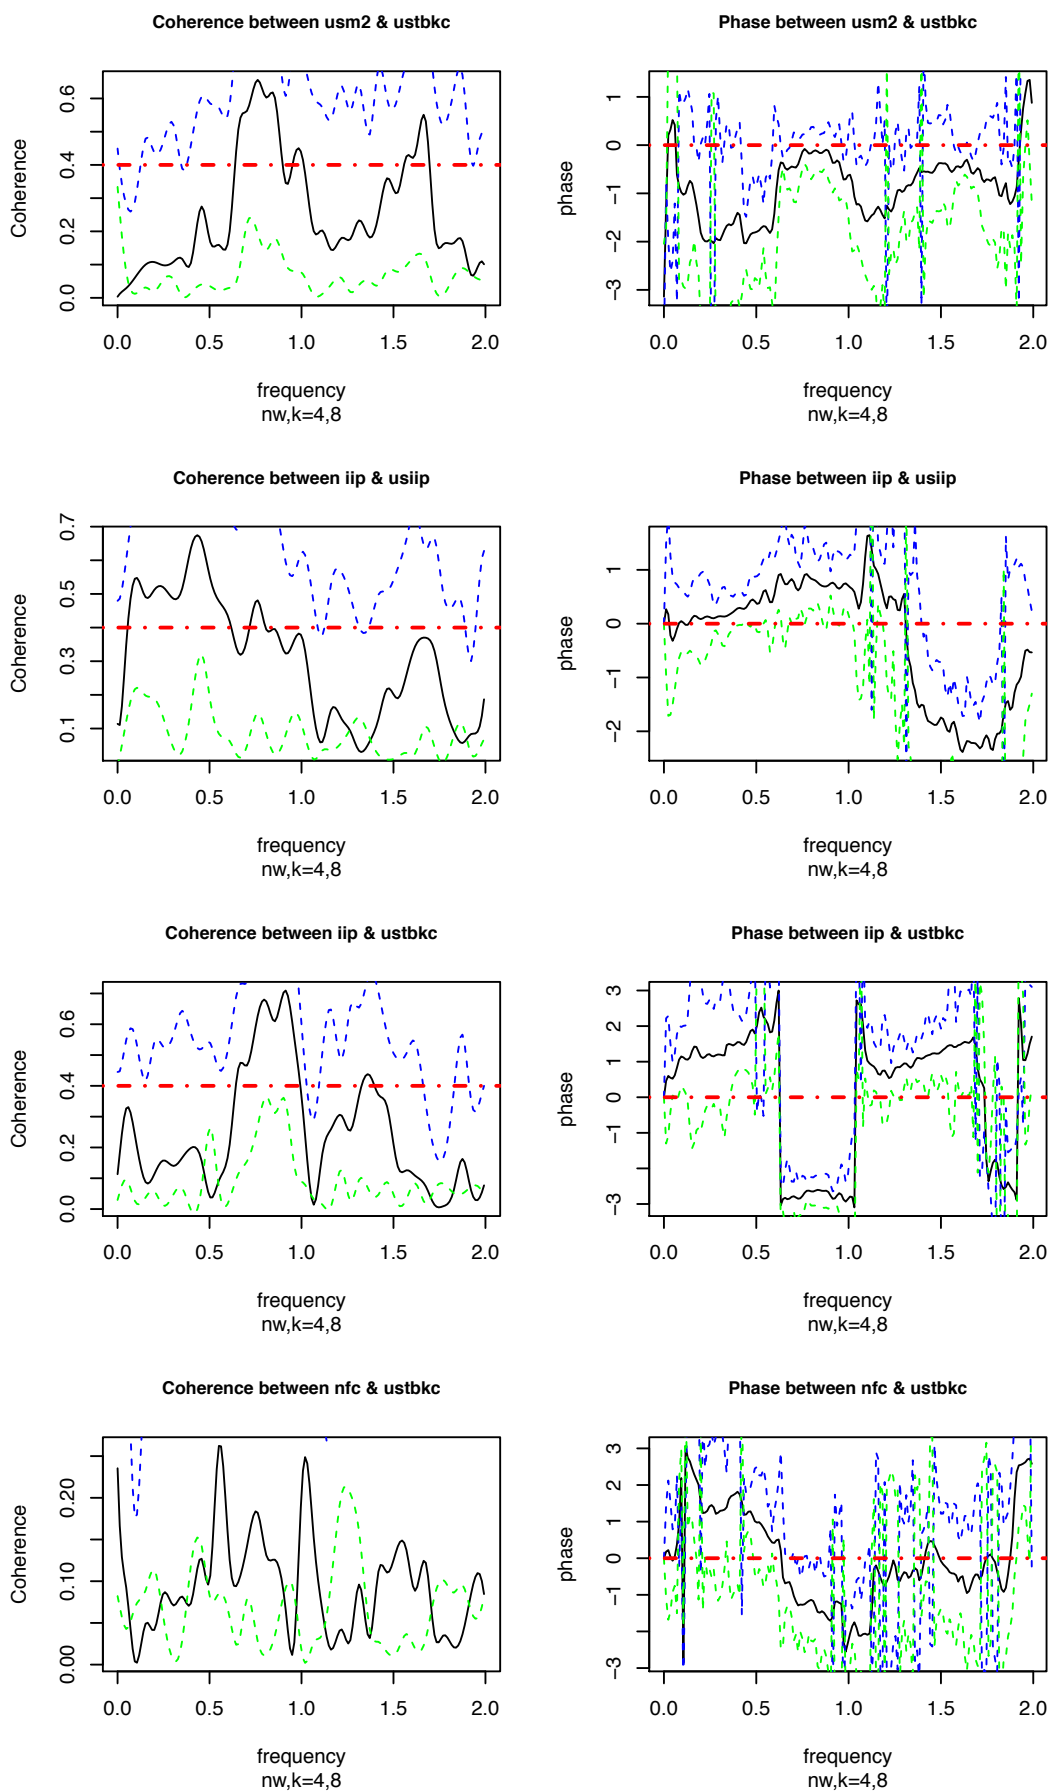 Coherence between usm2 & ustbkc
Phase between usm2 & ustbkc
Coherence
0.0 0.2 0.4 0.6
0.0 0.5 1.0 1.5 2.0
frequency
nw,k=4,8
phase
−3 −2 −1 0 1
0.0 0.5 1.0 1.5 2.0
frequency
nw,k=4,8
Coherence between iip & usiip
Phase between iip & usiip
Coherence
0.1 0.3 0.5 0.7
0.0 0.5 1.0 1.5 2.0
frequency
nw,k=4,8
phase
−2 −1 0 1
0.0 0.5 1.0 1.5 2.0
frequency
nw,k=4,8
Coherence between iip & ustbkc
Phase between iip & ustbkc
Coherence
0.0 0.2 0.4 0.6
0.0 0.5 1.0 1.5 2.0
frequency
nw,k=4,8
phase
−3 −1 0 1 2 3
0.0 0.5 1.0 1.5 2.0
frequency
nw,k=4,8
Coherence between nfc & ustbkc
Phase between nfc & ustbkc
Coherence
0.00 0.10 0.20
0.0 0.5 1.0 1.5 2.0
frequency
nw,k=4,8
phase
−3 −1 0 1 2 3
0.0 0.5 1.0 1.5 2.0
frequency
nw,k=4,8